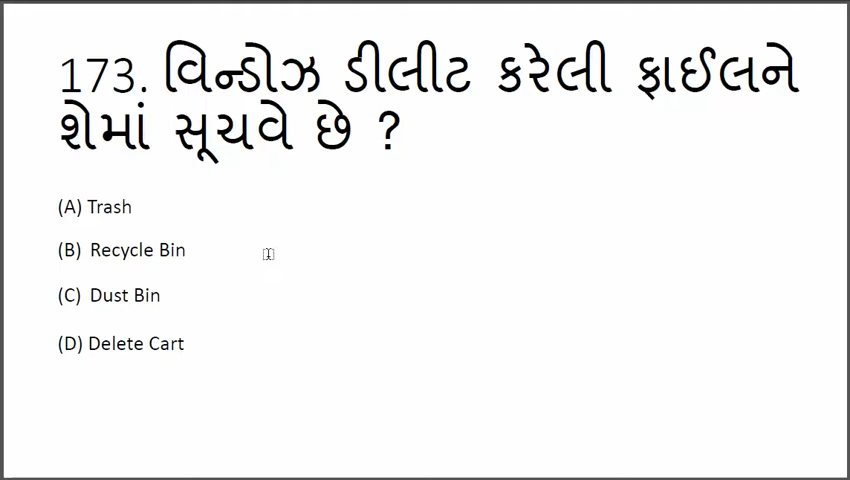 173. વિન્ડોઝ ડીલીટ કરેલી ફાઈલને
શેમાં સૂચવે છે ?
(A) Trash
(B) Recycle Bin
(C) Dust Bin
(D) Delete Cart